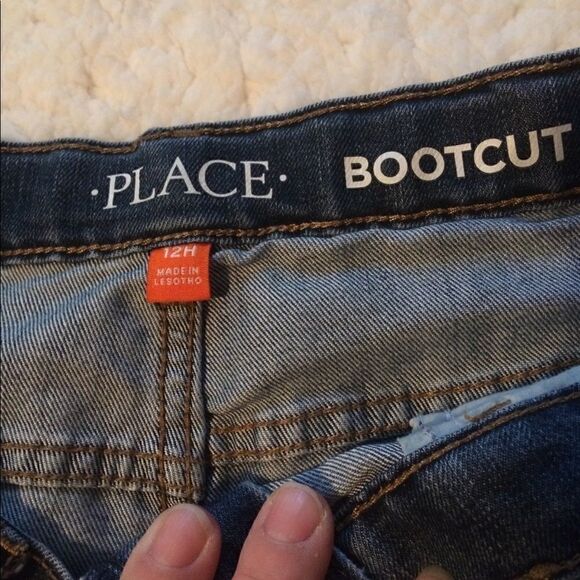 ·PLACE· BOOTCUT
12H
MADE IN
LESOTHO